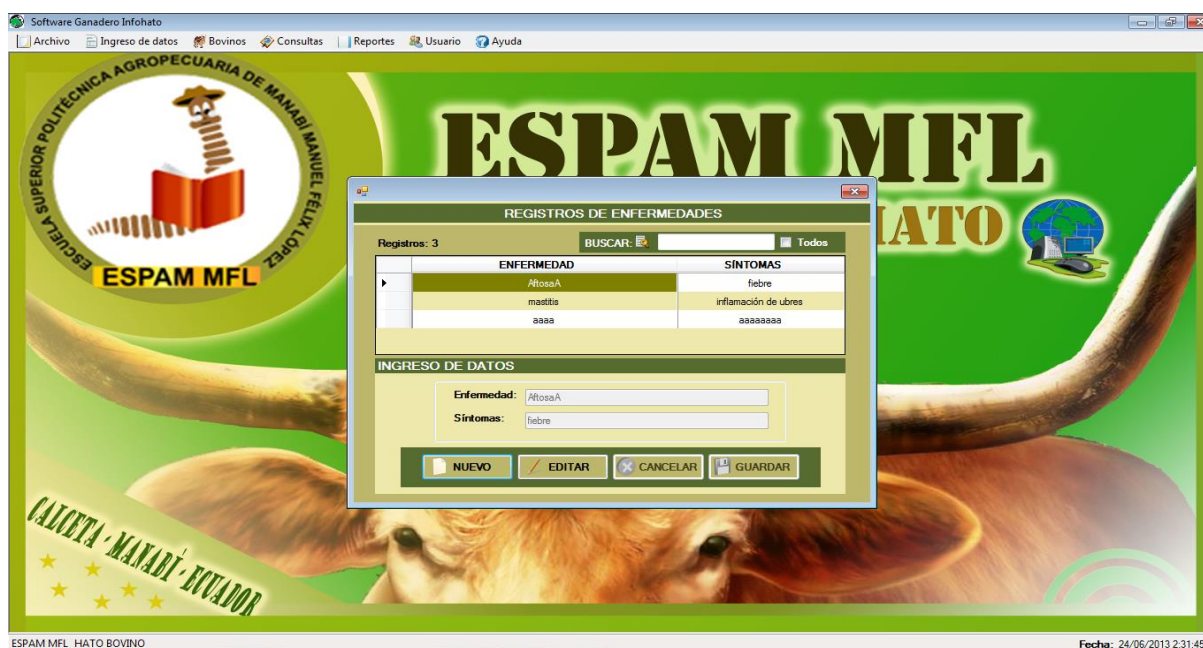 Software Ganadero Infohato
Archivo Ingreso de datos Bovinos Consultas Reportes Usuario Ayuda
ESCUELA SUPERIOR POLITÉCNICA AGROPECUARIA DE MANABÍ MANUEL FÉLIX LÓPEZ
ESPAM MFL
ESPAM MFL
HATO
REGISTROS DE ENFERMEDADES
Registros: 3 BUSCAR: Todos
ENFERMEDAD SÍNTOMAS
AftosaA fiebre
mastitis inflamación de ubres
aaaa aaaaaaaa
INGRESO DE DATOS
Enfermedad: AftosaA
Síntomas: fiebre
NUEVO EDITAR CANCELAR GUARDAR
CALCETA - MANABÍ - ECUADOR
ESPAM MFL HATO BOVINO Fecha: 24/06/2013 2:31:45